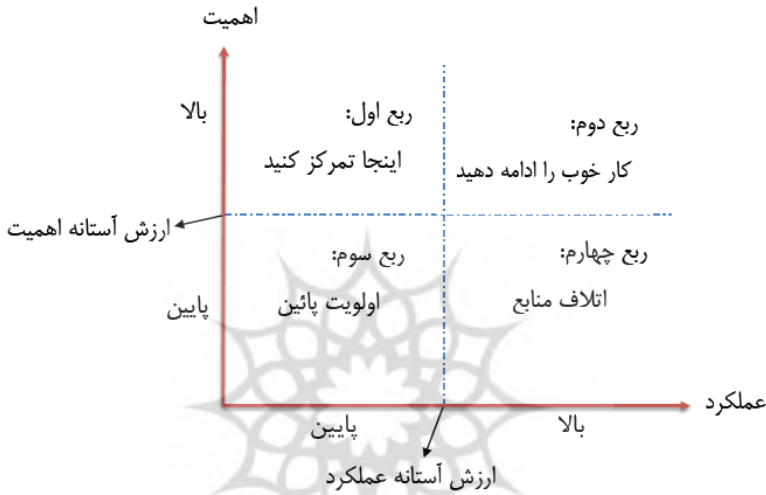 اهمیت
بالا
ربع اول:
اینجا تمرکز کنید
ربع دوم:
کار خوب را ادامه دهید
ارزش آستانه اهمیت
ربع سوم:
اولویت پائین
ربع چهارم:
اتلاف منابع
پایین
عملکرد
پایین
بالا
ارزش آستانه عملکرد